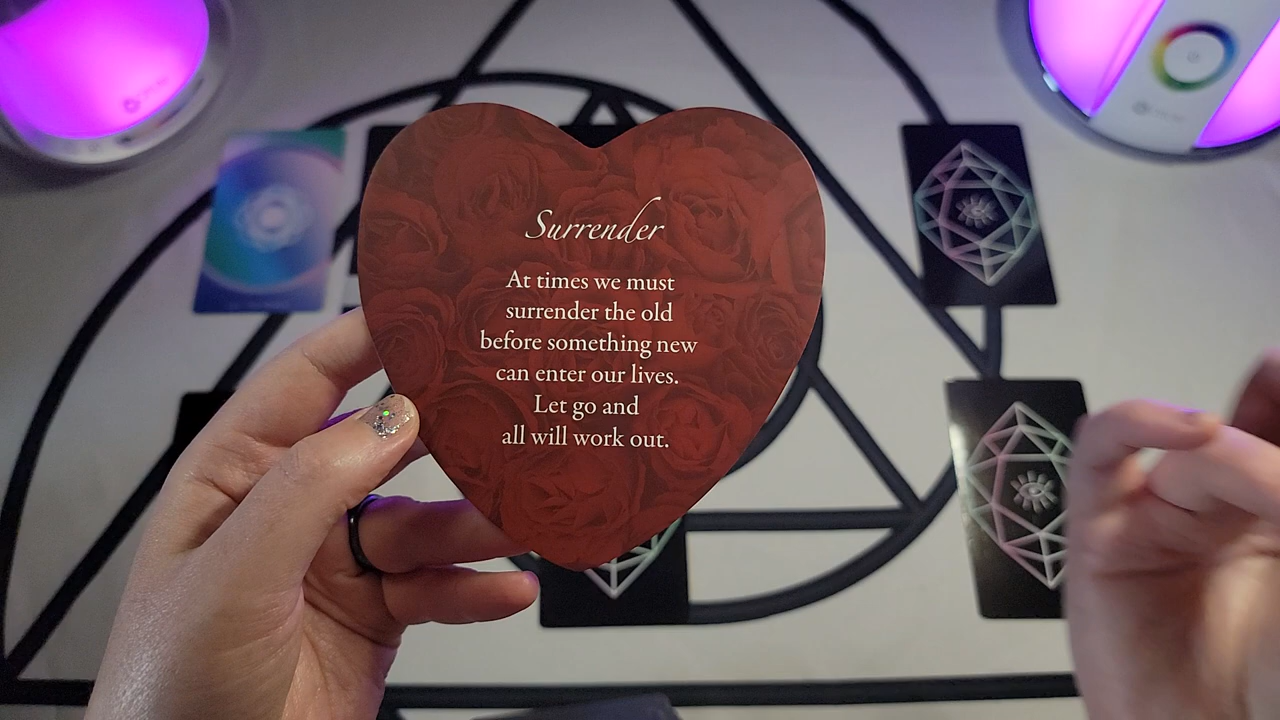 Surrender
At times we must
surrender the old
before something new
can enter our lives.
Let go and
all will work out.